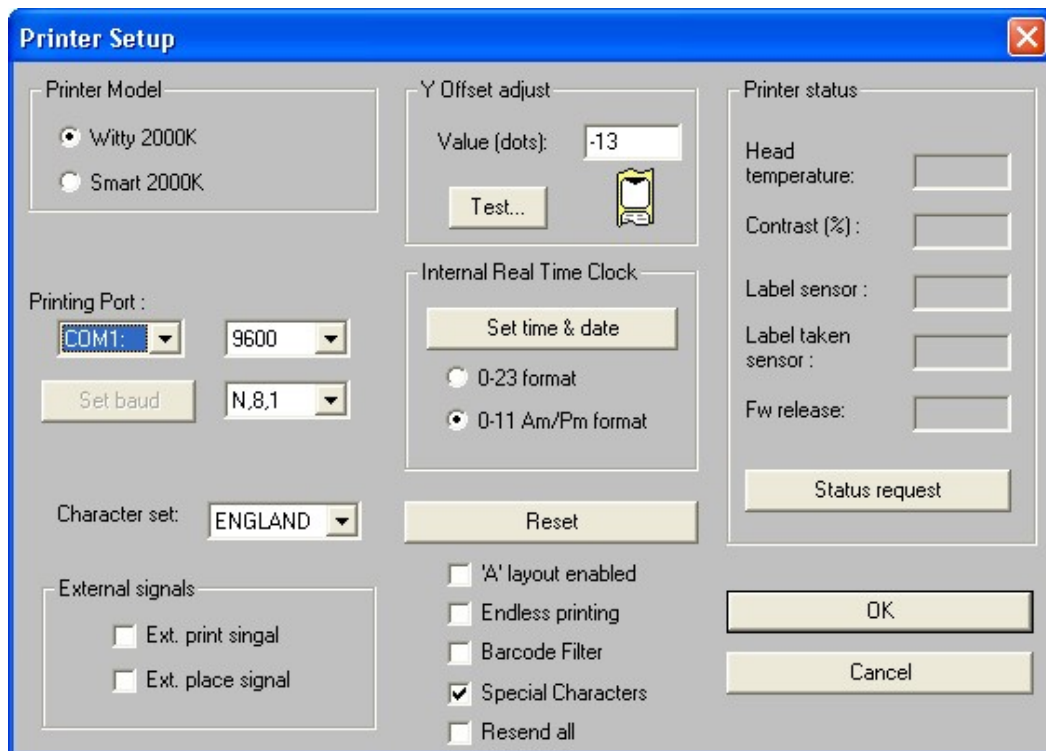 Printer Setup
Printer Model
Witty 2000K
Smart 2000K
Printing Port :
COM1:
9600
Set baud
N,8,1
Character set:
ENGLAND
External signals
Ext. print singal
Ext. place signal
Y Offset adjust
Value (dots):
-13
Test...
Internal Real Time Clock
Set time & date
0-23 format
0-11 Am/Pm format
Reset
'A' layout enabled
Endless printing
Barcode Filter
Special Characters
Resend all
Printer status
Head
temperature:
Contrast (%) :
Label sensor :
Label taken
sensor :
Fw release:
Status request
OK
Cancel